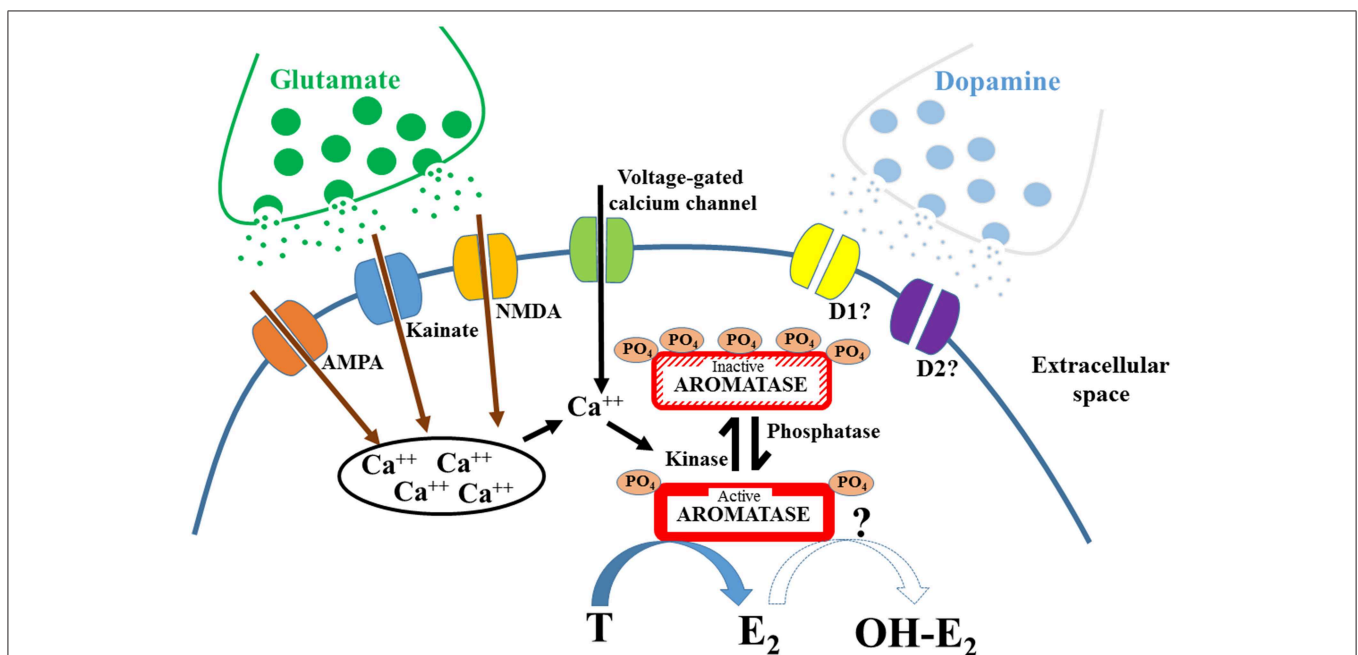 Glutamate
Dopamine
Voltage-gated
calcium channel
NMDA
Kainate
AMPA
D1?
D2?
Extracellular
space
PO₄
PO₄
PO₄
PO₄
PO₄
Inactive
AROMATASE
Ca⁺⁺
Phosphatase
Kinase
Ca⁺⁺
Ca⁺⁺
Ca⁺⁺
Ca⁺⁺
PO₄
PO₄
Active
AROMATASE
?
T
E₂
OH-E₂